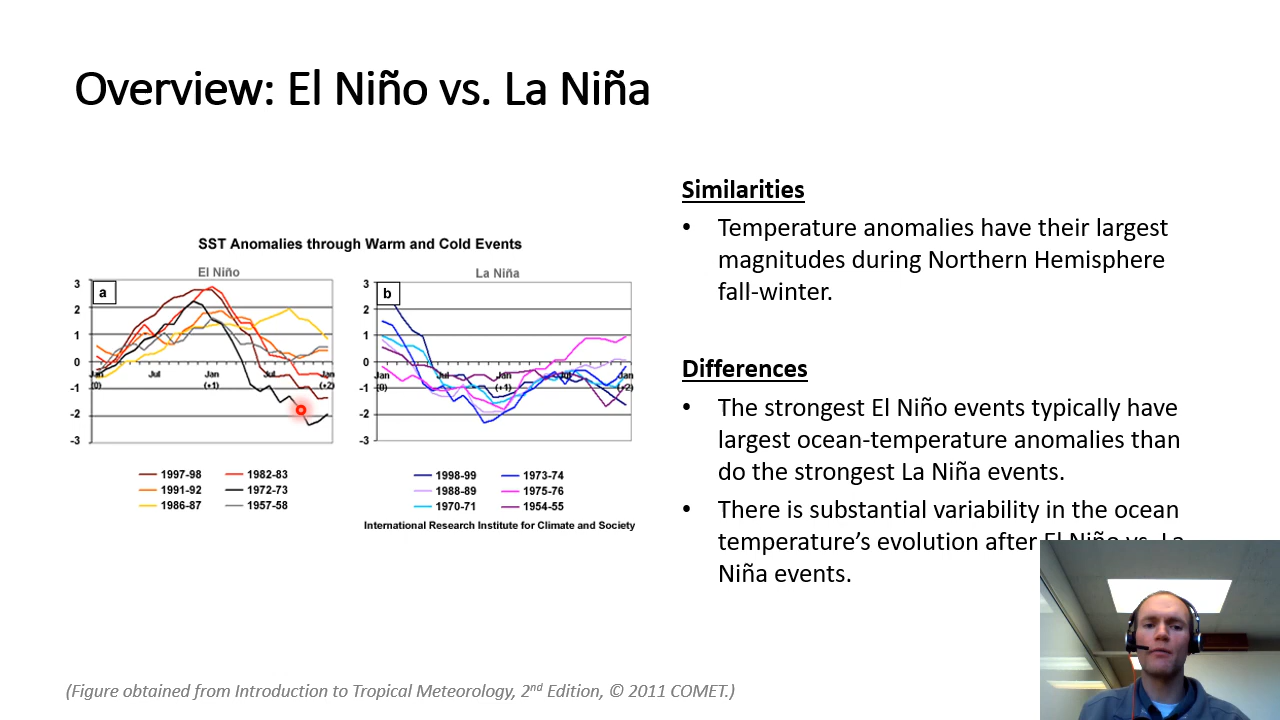 Overview: El Niño vs. La Niña
SST Anomalies through Warm and Cold Events
El Niño
a
3
2
1
0
-1
-2
-3
Jan
(0)
Jul
Jan
(+1)
Jul
Jan
(+2)
1997-98
1982-83
1991-92
1972-73
1986-87
1957-58
La Niña
b
3
2
1
0
-1
-2
-3
Jan
(0)
Jul
Jan
(+1)
Jul
Jan
(+2)
1998-99
1973-74
1988-89
1975-76
1970-71
1954-55
International Research Institute for Climate and Society
Similarities
• Temperature anomalies have their largest
magnitudes during Northern Hemisphere
fall-winter.
Differences
• The strongest El Niño events typically have
largest ocean-temperature anomalies than
do the strongest La Niña events.
• There is substantial variability in the ocean
temperature’s evolution after El Niño vs. La
Niña events.
(Figure obtained from Introduction to Tropical Meteorology, 2nd Edition, © 2011 COMET.)